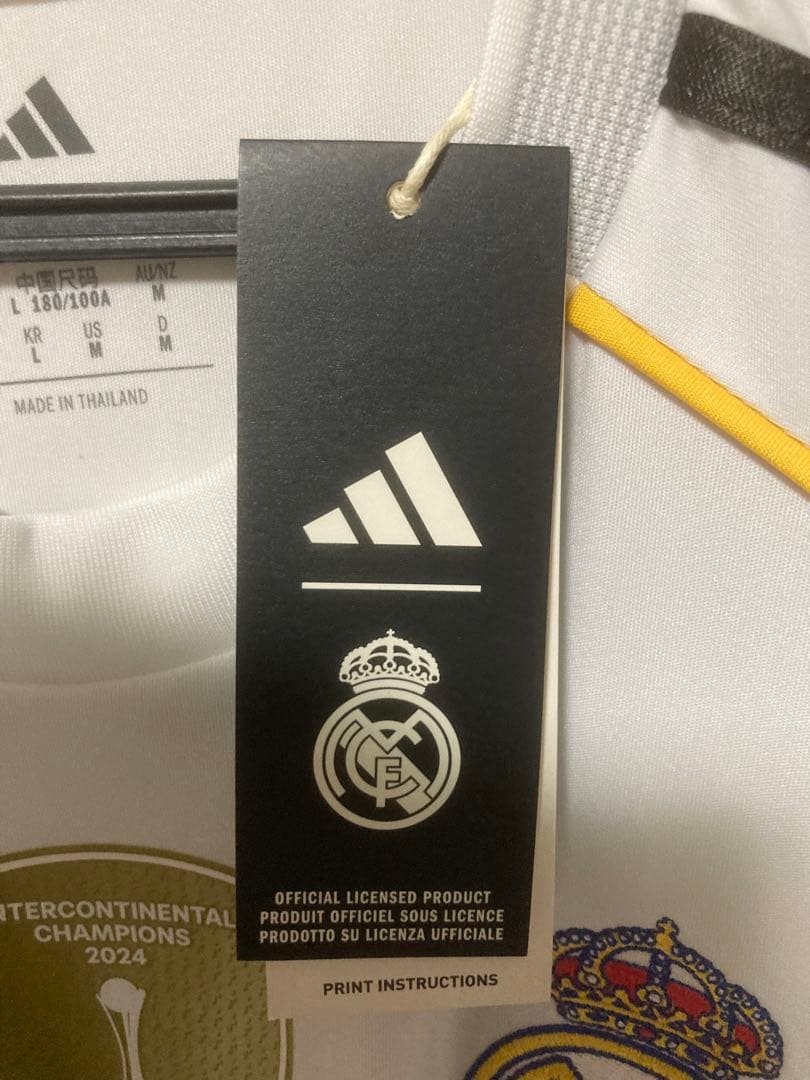 中国尺码 AU/NZ
L 180/100A M
KR US D
L M M
MADE IN THAILAND
OFFICIAL LICENSED PRODUCT
PRODUIT OFFICIEL SOUS LICENCE
PRODOTTO SU LICENZA UFFICIALE
PRINT INSTRUCTIONS
NTERCONTINENTAL
CHAMPIONS
2024